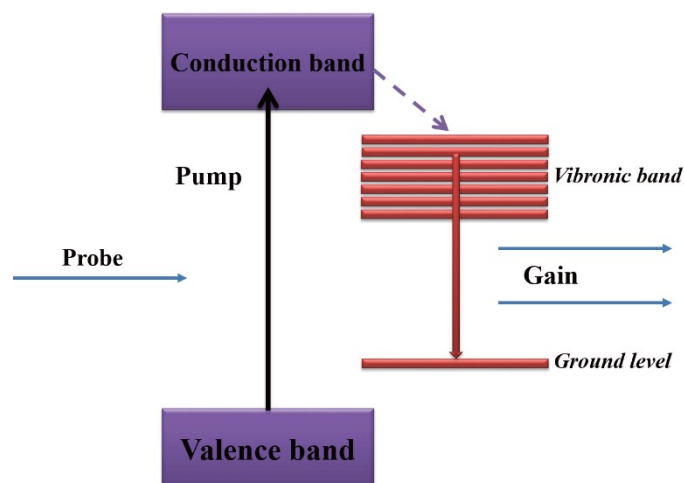 Conduction band
Pump
Vibronic band
Probe
Gain
Ground level
Valence band